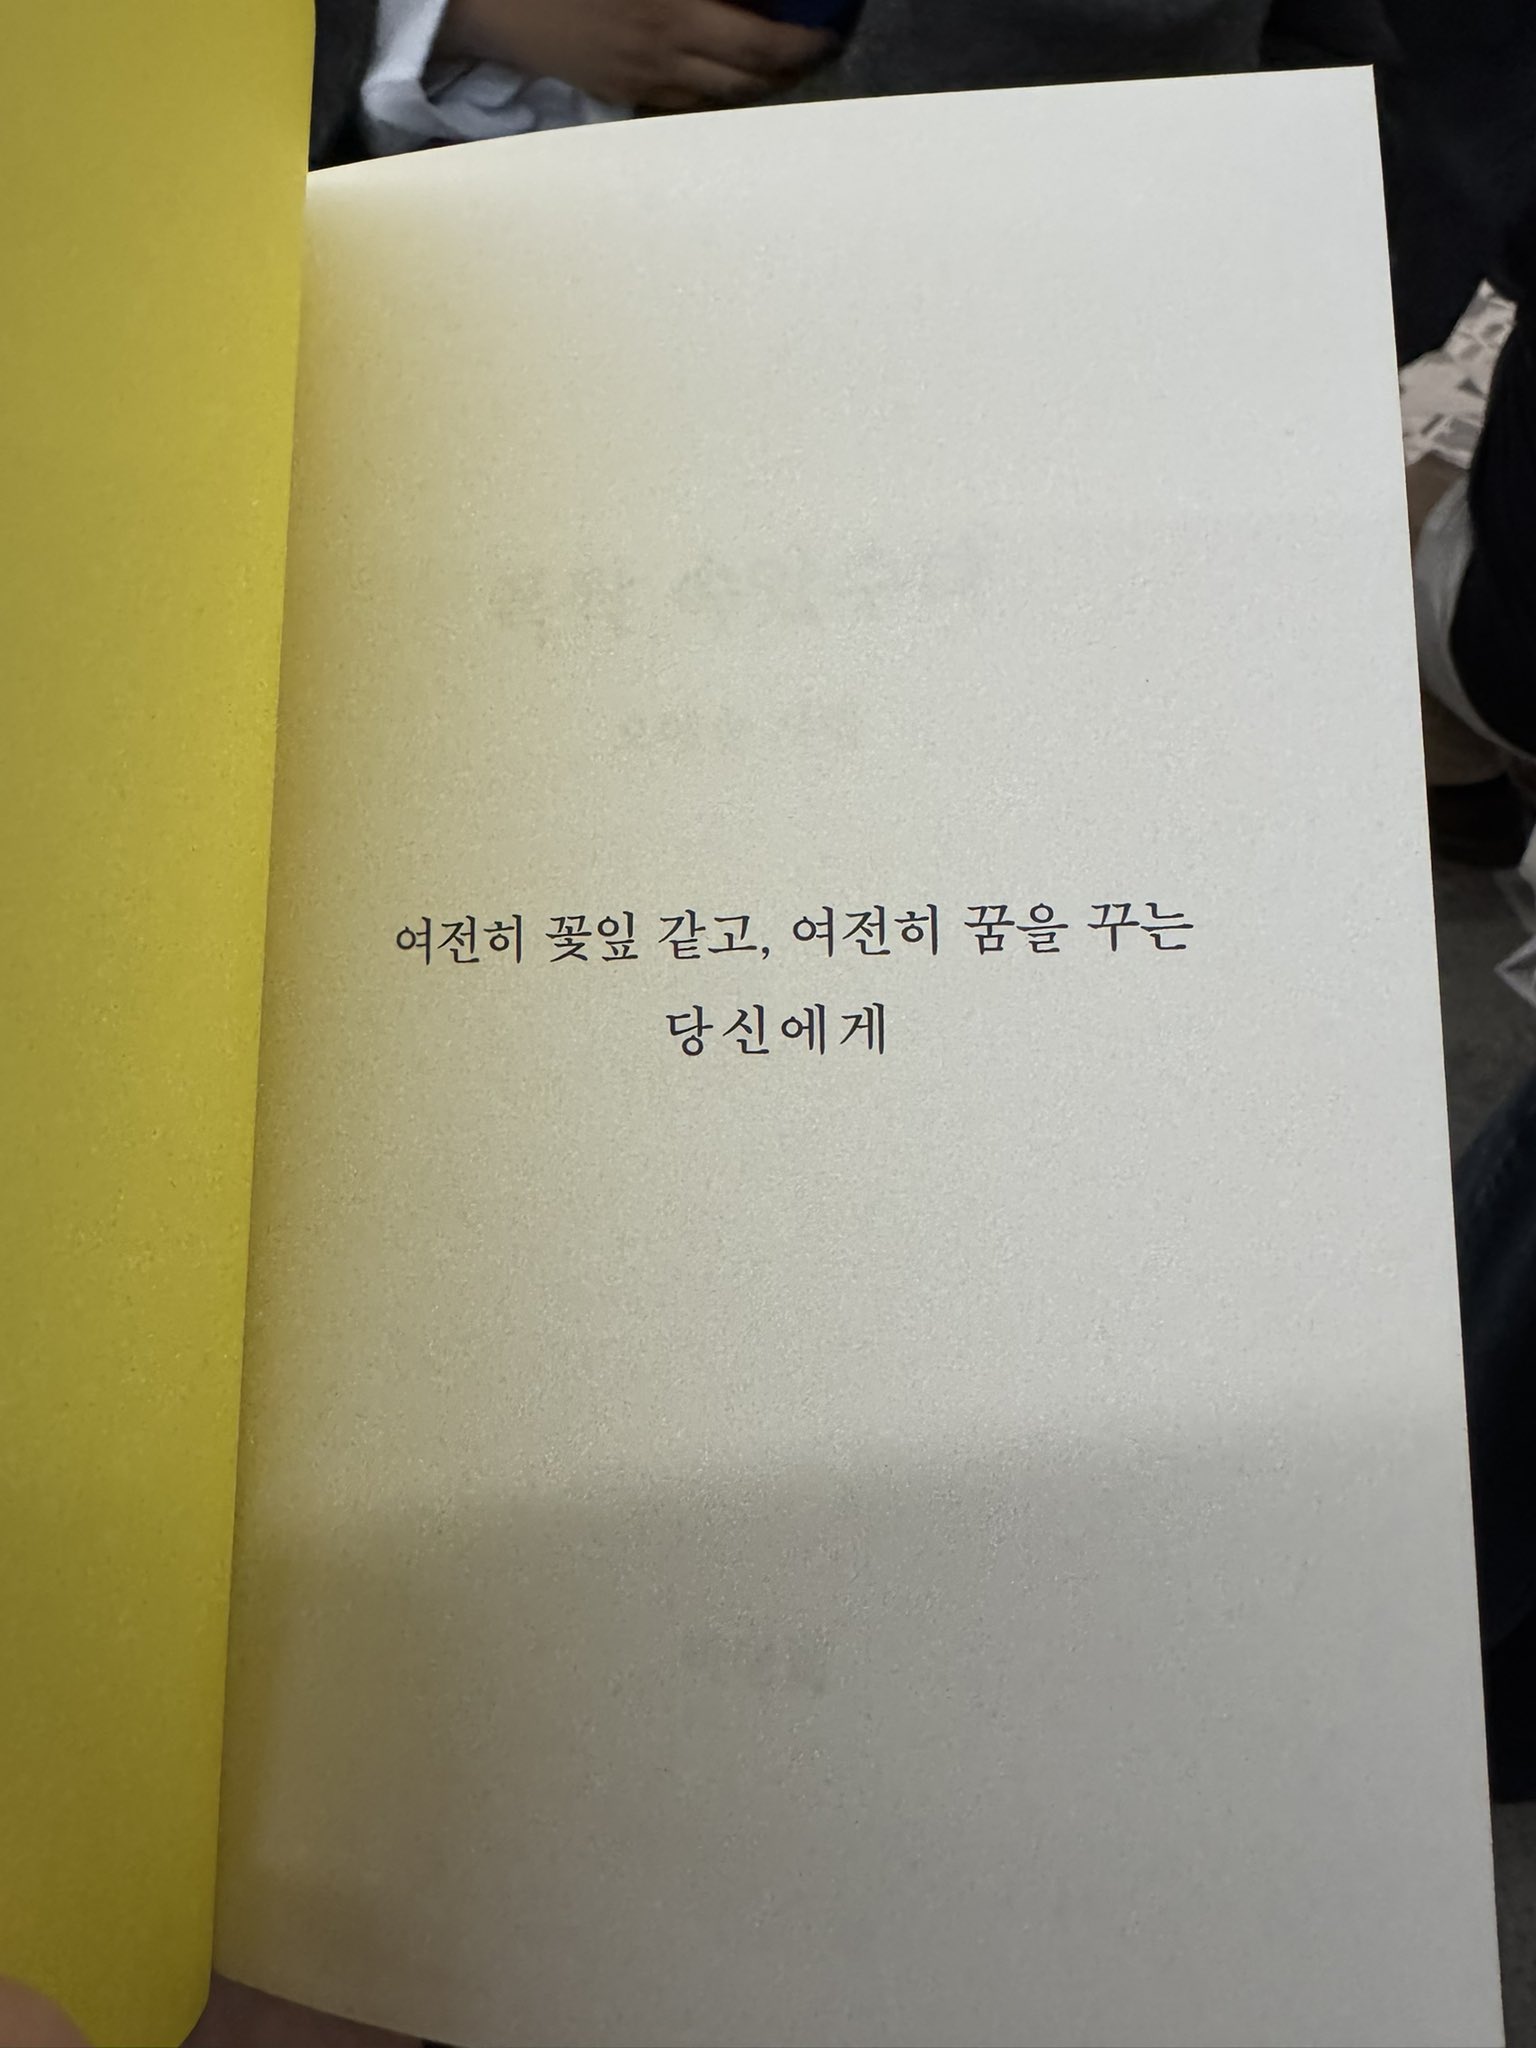 여전히 꽃잎 같고, 여전히 꿈을 꾸는
당신에게